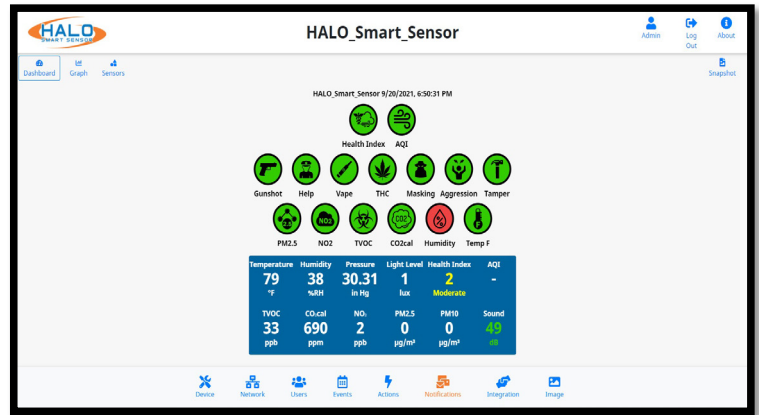 HALO
SMART SENSOR
HALO_Smart_Sensor
Admin
Log
Out
About
Dashboard
Graph
Sensors
Snapshot
HALO_Smart_Sensor 9/20/2021, 6:50:31 PM
Health Index AQI
Gunshot Help Vape THC Masking Aggression Tamper
2.5 NO2 CO2
PM2.5 NO2 TVOC CO2cal Humidity Temp F
Temperature Humidity Pressure Light Level Health Index AQI
79 38 30.31 1 2 -
°F %RH in Hg lux Moderate
TVOC CO₂cal NO₂ PM2.5 PM10 Sound
33 690 2 0 0 49
ppb ppm ppb µg/m³ µg/m³ dB
Device Network Users Events Actions Notifications Integration Image